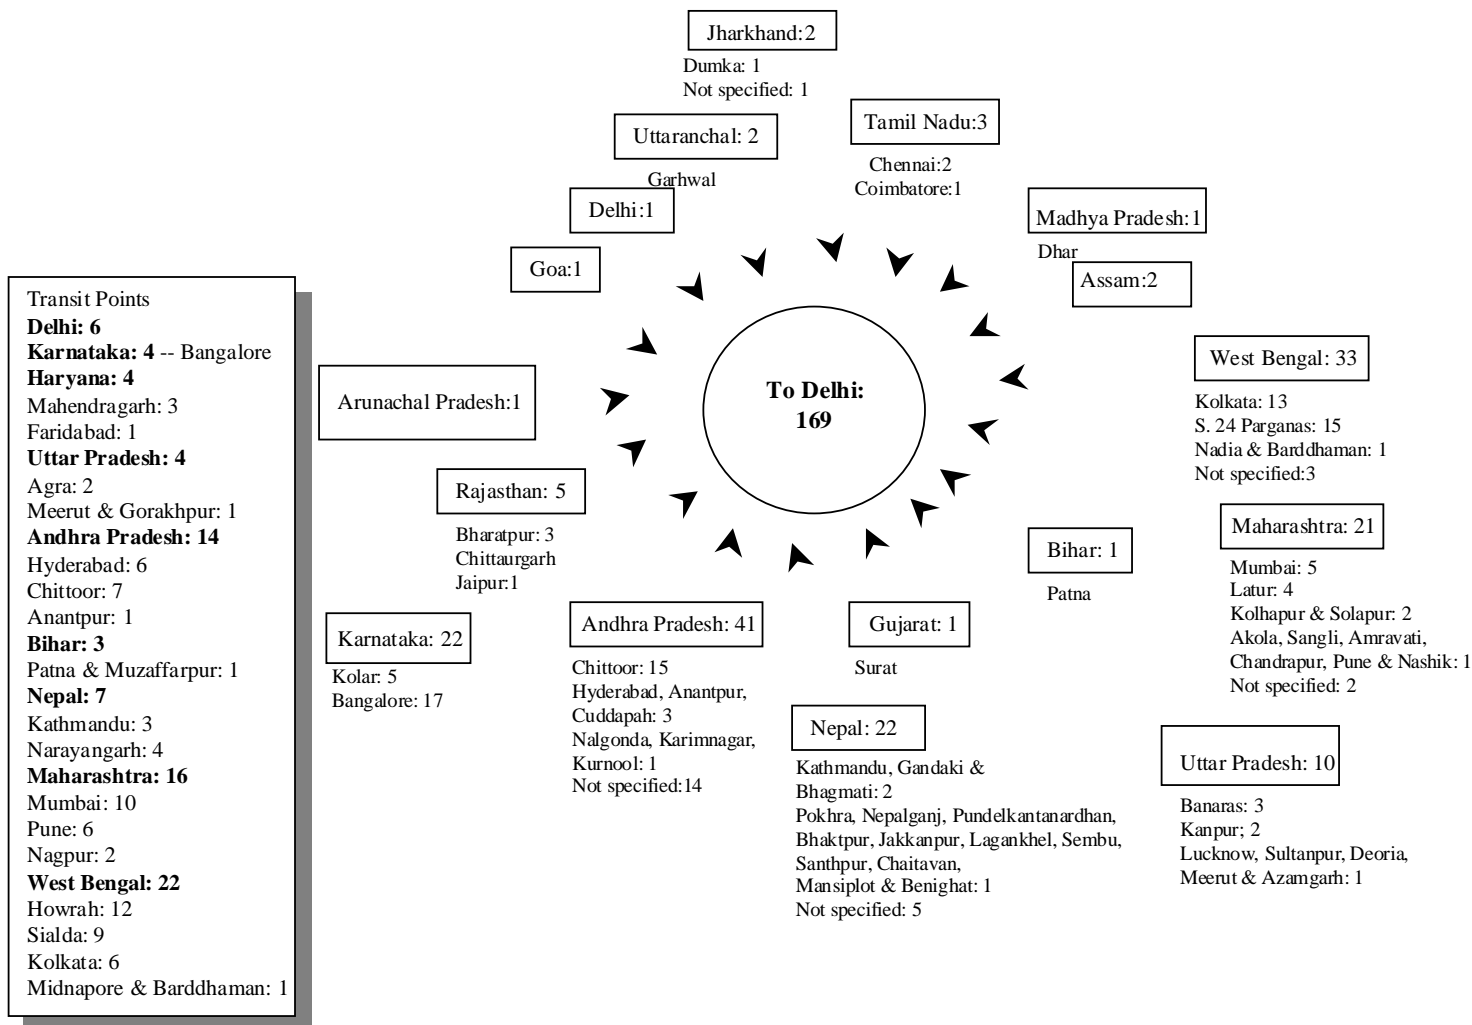 Jharkhand:2
Dumka: 1
Not specified: 1
Uttaranchal: 2
Garhwal
Tamil Nadu:3
Chennai:2
Coimbatore:1
Delhi:1
Madhya Pradesh:1
Dhar
Goa:1
Assam:2
Transit Points
Delhi: 6
Karnataka: 4 -- Bangalore
Haryana: 4
Mahendragarh: 3
Faridabad: 1
Uttar Pradesh: 4
Agra: 2
Meerut & Gorakhpur: 1
Andhra Pradesh: 14
Hyderabad: 6
Chittoor: 7
Anantpur: 1
Bihar: 3
Patna & Muzaffarpur: 1
Nepal: 7
Kathmandu: 3
Narayangarh: 4
Maharashtra: 16
Mumbai: 10
Pune: 6
Nagpur: 2
West Bengal: 22
Howrah: 12
Sialda: 9
Kolkata: 6
Midnapore & Barddhaman: 1
Arunachal Pradesh:1
To Delhi:
169
West Bengal: 33
Kolkata: 13
S. 24 Parganas: 15
Nadia & Barddhaman: 1
Not specified:3
Rajasthan: 5
Bharatpur: 3
Chittaurgarh
Jaipur:1
Bihar: 1
Patna
Maharashtra: 21
Mumbai: 5
Latur: 4
Kolhapur & Solapur: 2
Akola, Sangli, Amravati,
Chandrapur, Pune & Nashik: 1
Not specified: 2
Karnataka: 22
Kolar: 5
Bangalore: 17
Andhra Pradesh: 41
Chittoor: 15
Hyderabad, Anantpur,
Cuddapah: 3
Nalgonda, Karimnagar,
Kurnool: 1
Not specified:14
Gujarat: 1
Surat
Nepal: 22
Kathmandu, Gandaki &
Bhagmati: 2
Pokhra, Nepalganj, Pundelkantanardhan,
Bhaktpur, Jakkanpur, Lagankhel, Sembu,
Santhpur, Chaitavan,
Mansiplot & Benighat: 1
Not specified: 5
Uttar Pradesh: 10
Banaras: 3
Kanpur; 2
Lucknow, Sultanpur, Deoria,
Meerut & Azamgarh: 1